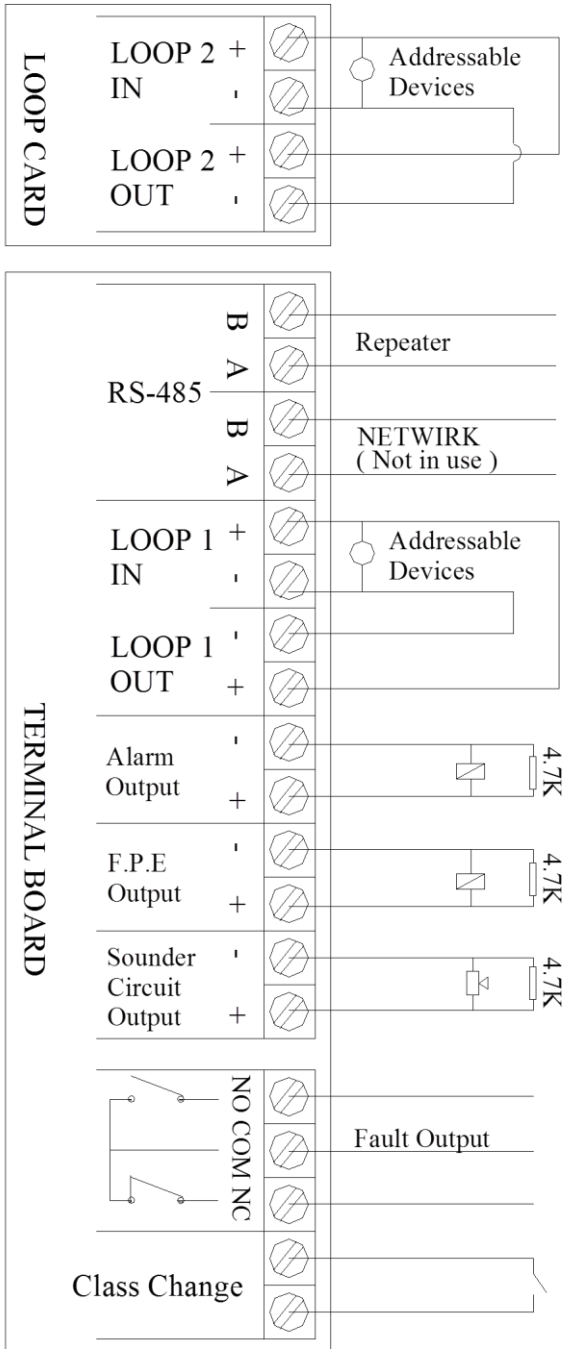 LOOP CARD
LOOP 2 +
IN -
LOOP 2 +
OUT -
Addressable
Devices
TERMINAL BOARD
RS-485
B
A
B
A
Repeater
NETWIRK
( Not in use )
LOOP 1 +
IN -
LOOP 1 -
OUT +
Addressable
Devices
Alarm -
Output +
4.7K
F.P.E -
Output +
4.7K
Sounder -
Circuit
Output +
4.7K
NO COM NC
Fault Output
Class Change